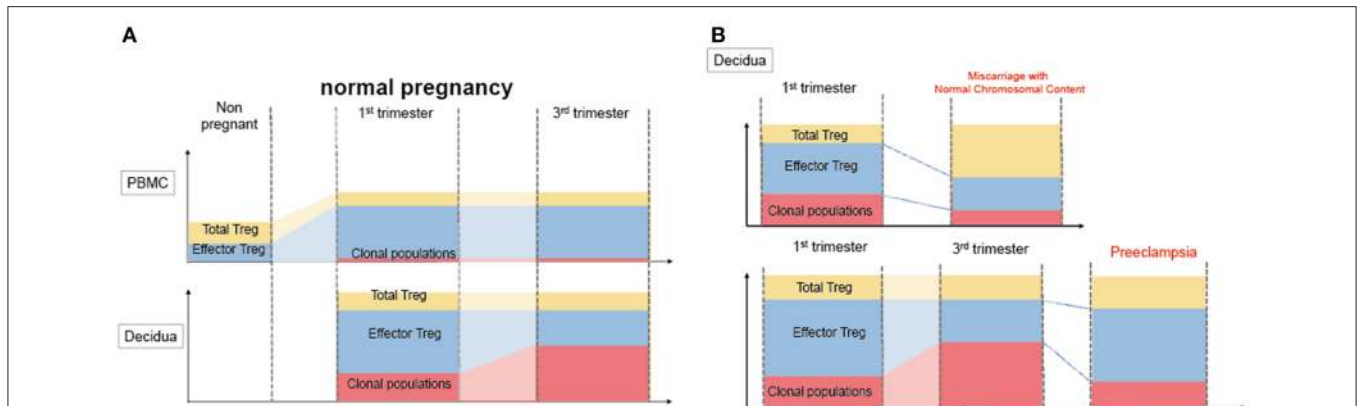 A
normal pregnancy
Non
pregnant
1st trimester
3rd trimester
PBMC
Total Treg
Effector Treg
Clonal populations
Decidua
Total Treg
Effector Treg
Clonal populations
B
Decidua
1st trimester
Miscarriage with
Normal Chromosomal Content
Total Treg
Effector Treg
Clonal populations
1st trimester
3rd trimester
Preeclampsia
Total Treg
Effector Treg
Clonal populations